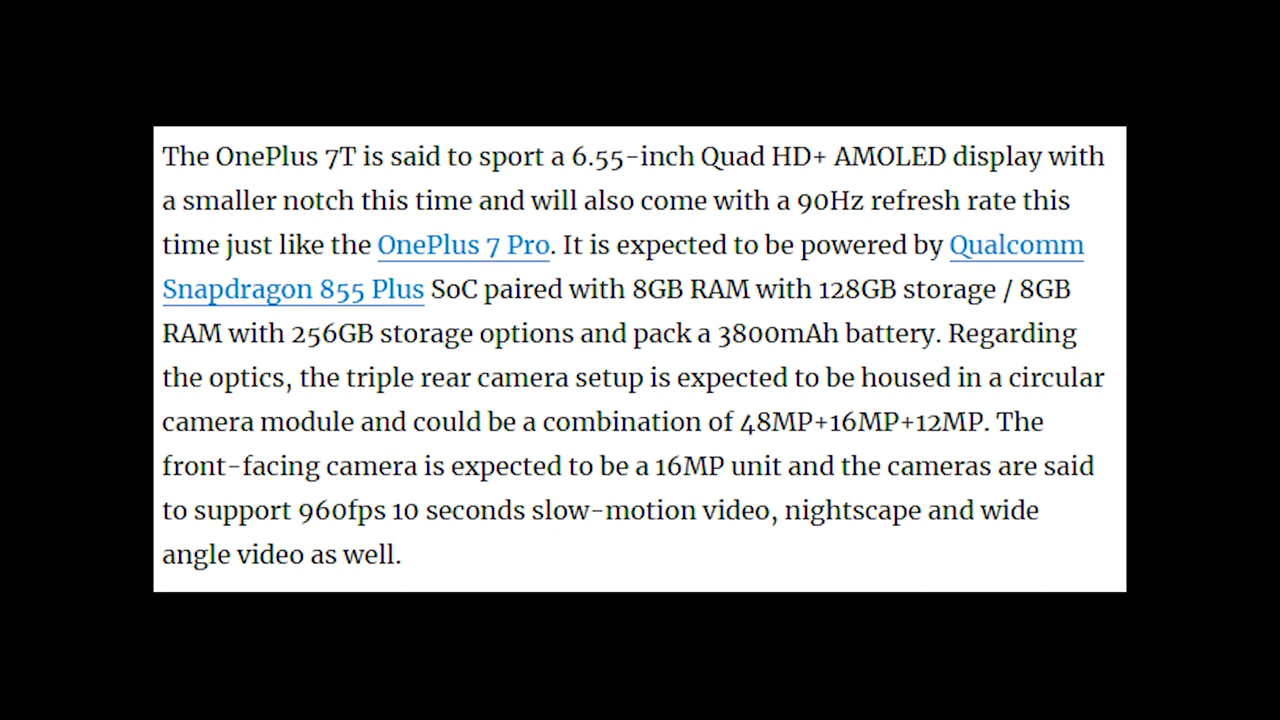 The OnePlus 7T is said to sport a 6.55-inch Quad HD+ AMOLED display with
a smaller notch this time and will also come with a 90Hz refresh rate this
time just like the OnePlus 7 Pro. It is expected to be powered by Qualcomm
Snapdragon 855 Plus SoC paired with 8GB RAM with 128GB storage / 8GB
RAM with 256GB storage options and pack a 3800mAh battery. Regarding
the optics, the triple rear camera setup is expected to be housed in a circular
camera module and could be a combination of 48MP+16MP+12MP. The
front-facing camera is expected to be a 16MP unit and the cameras are said
to support 960fps 10 seconds slow-motion video, nightscape and wide
angle video as well.